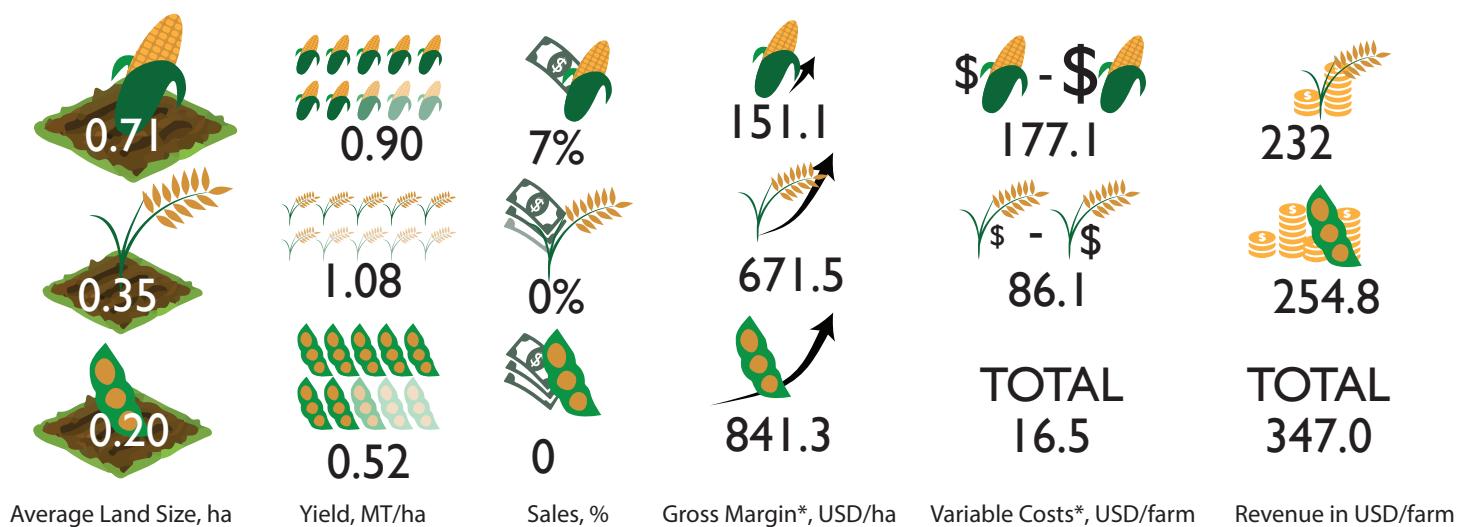 0.71
0.90
7%
151.1
$ - $
177.1
232
0.35
1.08
0%
671.5
$ - $
86.1
254.8
0.20
0.52
0
841.3
TOTAL
16.5
TOTAL
347.0
Average Land Size, ha
Yield, MT/ha
Sales, %
Gross Margin*, USD/ha
Variable Costs*, USD/farm
Revenue in USD/farm